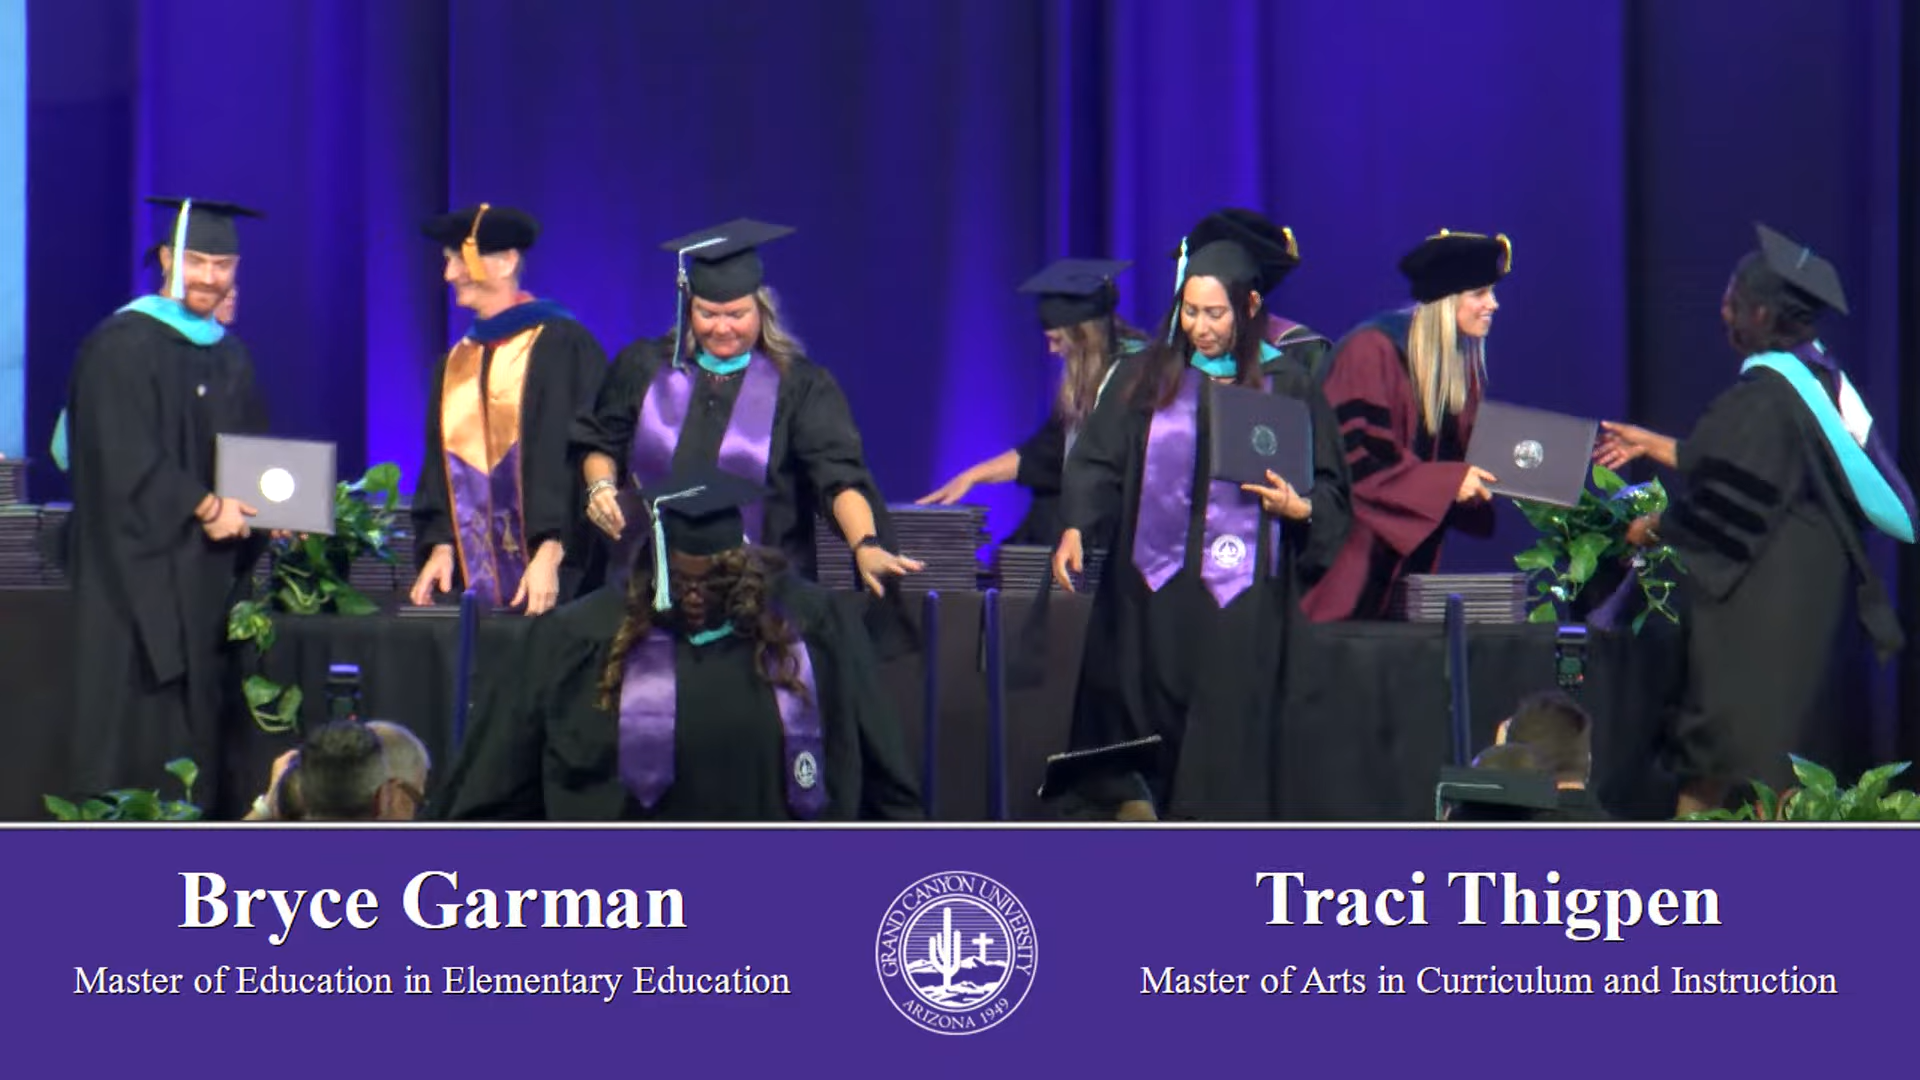 Bryce Garman
Master of Education in Elementary Education
GRAND CANYON UNIVERSITY
ARIZONA 1949
Traci Thigpen
Master of Arts in Curriculum and Instruction